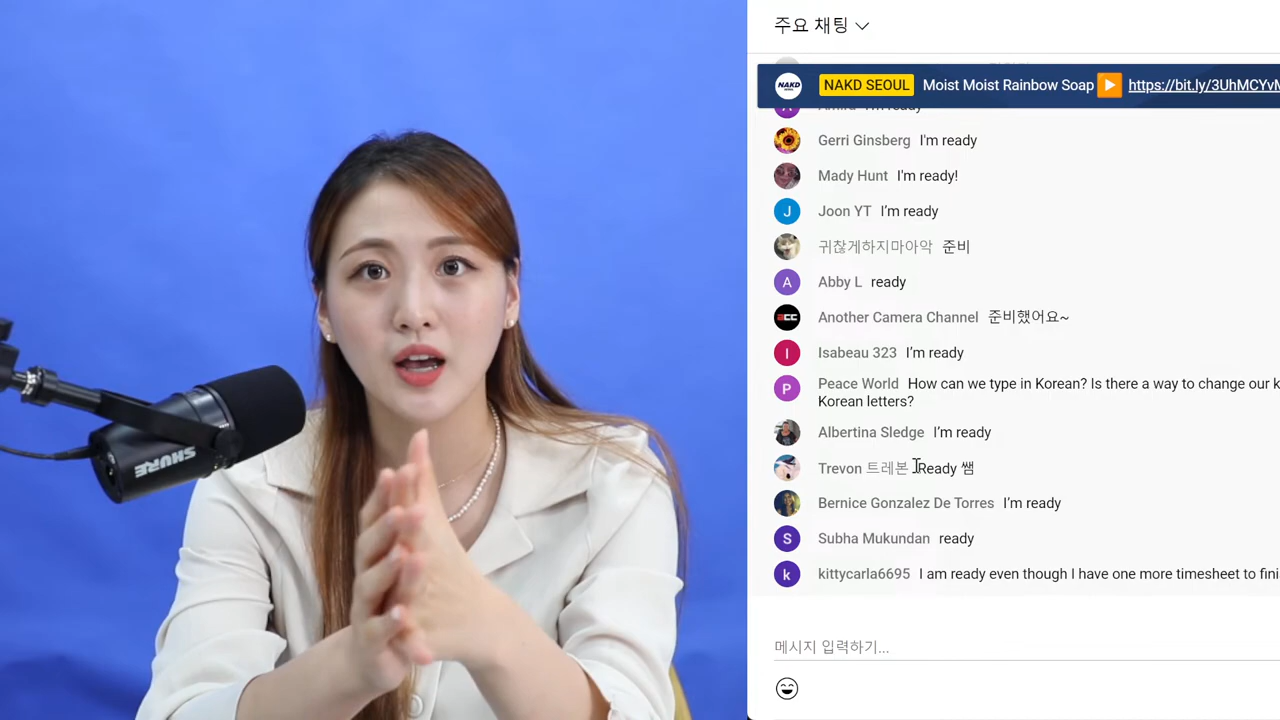 주요 채팅
NAKD NAKD SEOUL Moist Moist Rainbow Soap https://bit.ly/3UhMCYvM
Gerri Ginsberg I'm ready
Mady Hunt I'm ready!
J Joon YT I’m ready
귀찮게하지마아악 준비
A Abby L ready
acc Another Camera Channel 준비했어요~
I Isabeau 323 I’m ready
P Peace World How can we type in Korean? Is there a way to change our k
Korean letters?
Albertina Sledge I’m ready
Trevon 트레본 Ready 쌤
Bernice Gonzalez De Torres I’m ready
S Subha Mukundan ready
k kittycarla6695 I am ready even though I have one more timesheet to fini
메시지 입력하기...
SHURE